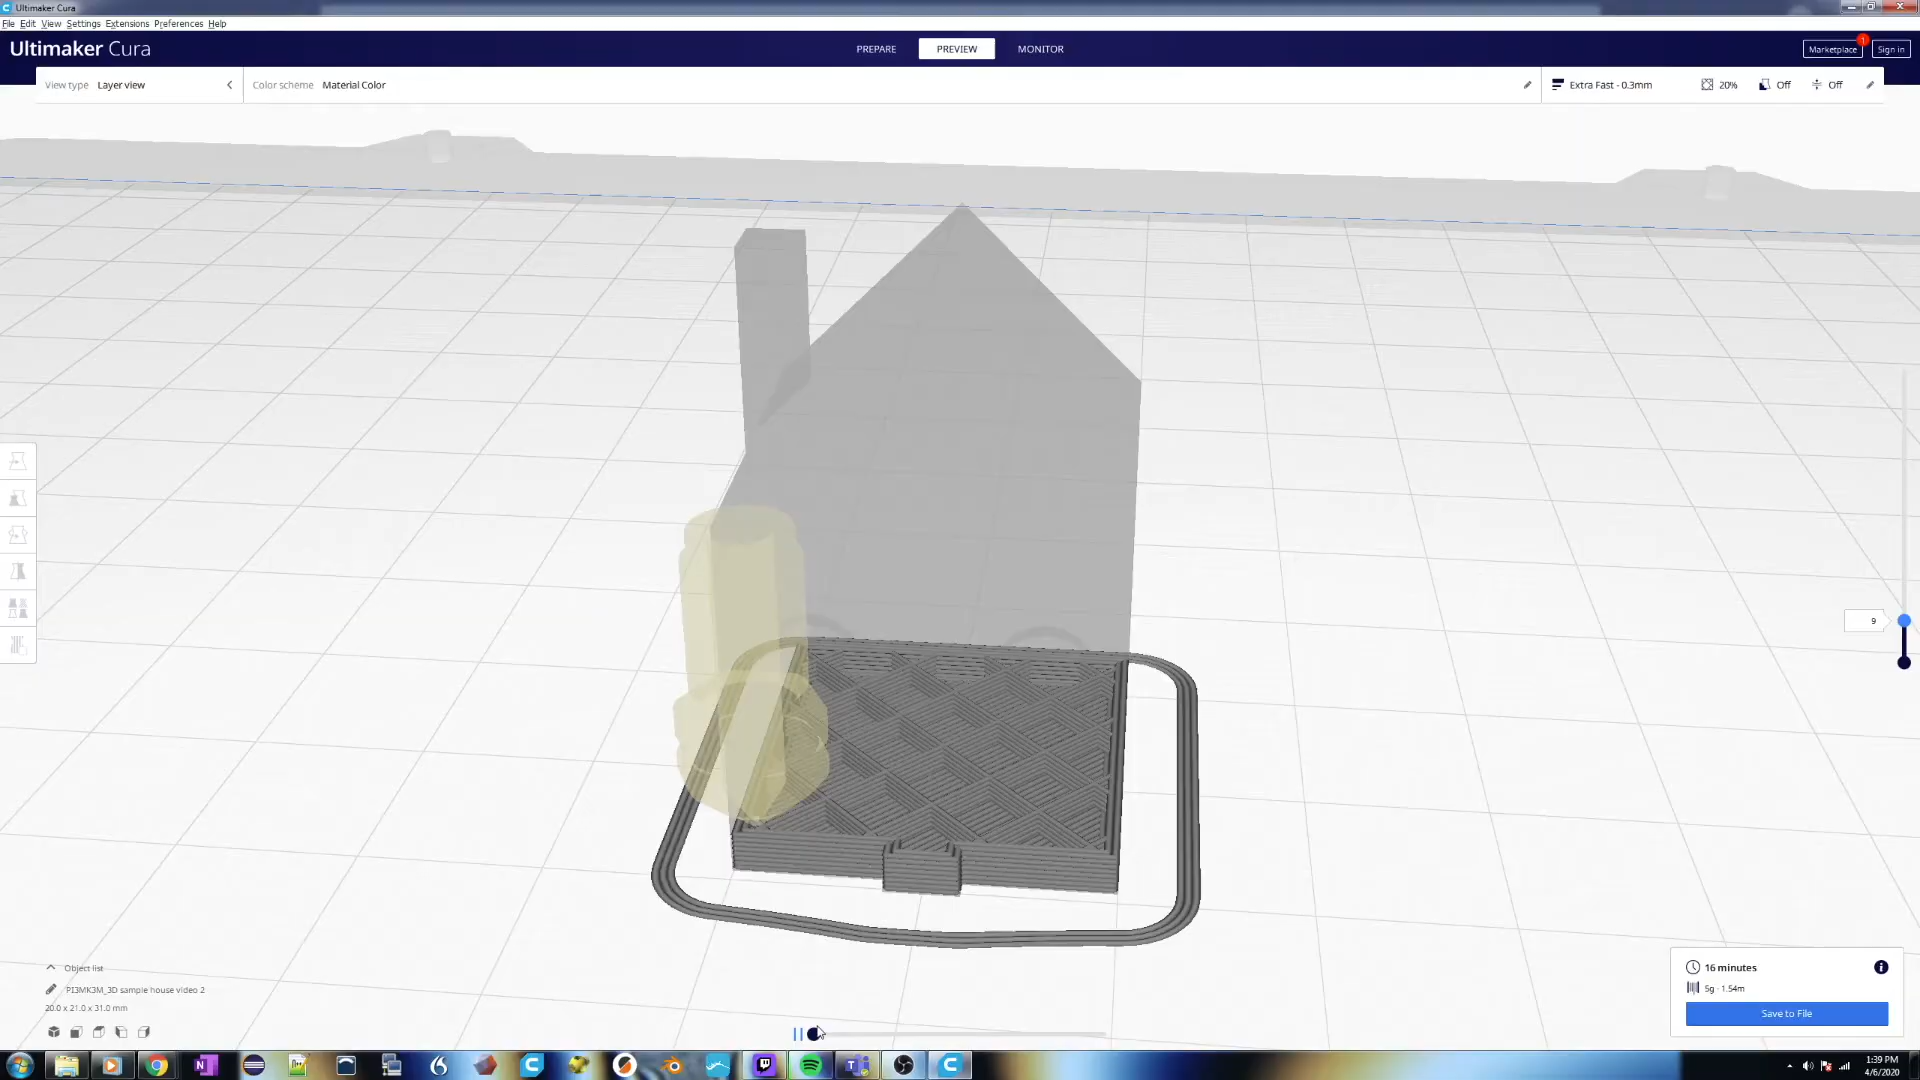 Ultimaker Cura
File Edit View Settings Extensions Preferences Help
Ultimaker Cura
PREPARE PREVIEW MONITOR
Marketplace 1 Sign in
View type Layer view
Color scheme Material Color
Extra Fast - 0.3mm 20% Off Off
9
Object list
PI3MK3M_3D sample house video 2
20.0 x 21.0 x 31.0 mm
16 minutes
5g · 1.54m
Save to File
1:39 PM
4/6/2020